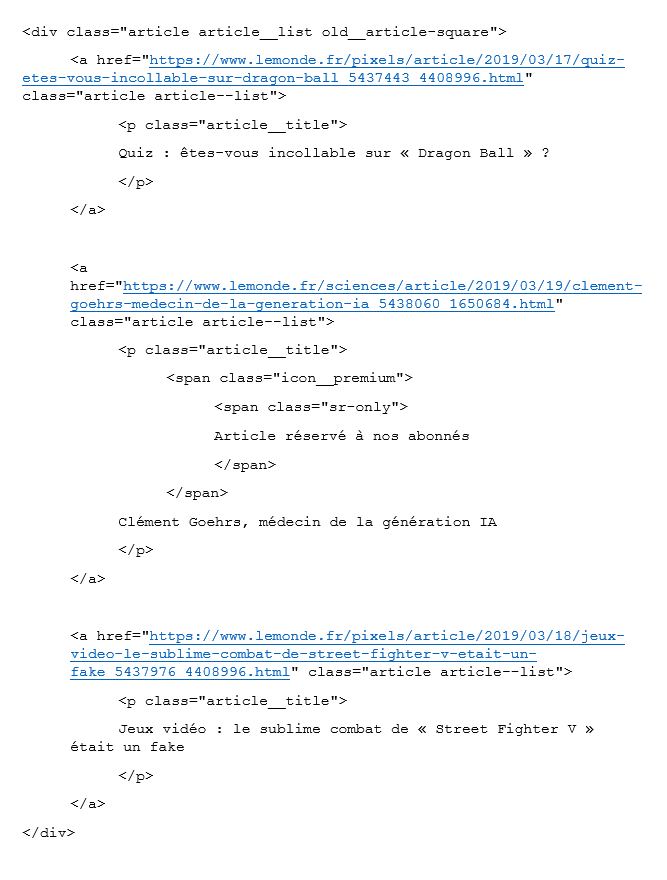 <div class="article article__list old__article-square">
<a href="https://www.lemonde.fr/pixels/article/2019/03/17/quiz-
etes-vous-incollable-sur-dragon-ball_5437443_4408996.html"
class="article article--list">
<p class="article__title">
Quiz : êtes-vous incollable sur « Dragon Ball » ?
</p>
</a>
<a
href="https://www.lemonde.fr/sciences/article/2019/03/19/clement-
goehrs-medecin-de-la-generation-ia_5438060_1650684.html"
class="article article--list">
<p class="article__title">
<span class="icon__premium">
<span class="sr-only">
Article réservé à nos abonnés
</span>
</span>
Clément Goehrs, médecin de la génération IA
</p>
</a>
<a href="https://www.lemonde.fr/pixels/article/2019/03/18/jeux-
video-le-sublime-combat-de-street-fighter-v-etait-un-
fake_5437976_4408996.html" class="article article--list">
<p class="article__title">
Jeux vidéo : le sublime combat de « Street Fighter V »
était un fake
</p>
</a>
</div>